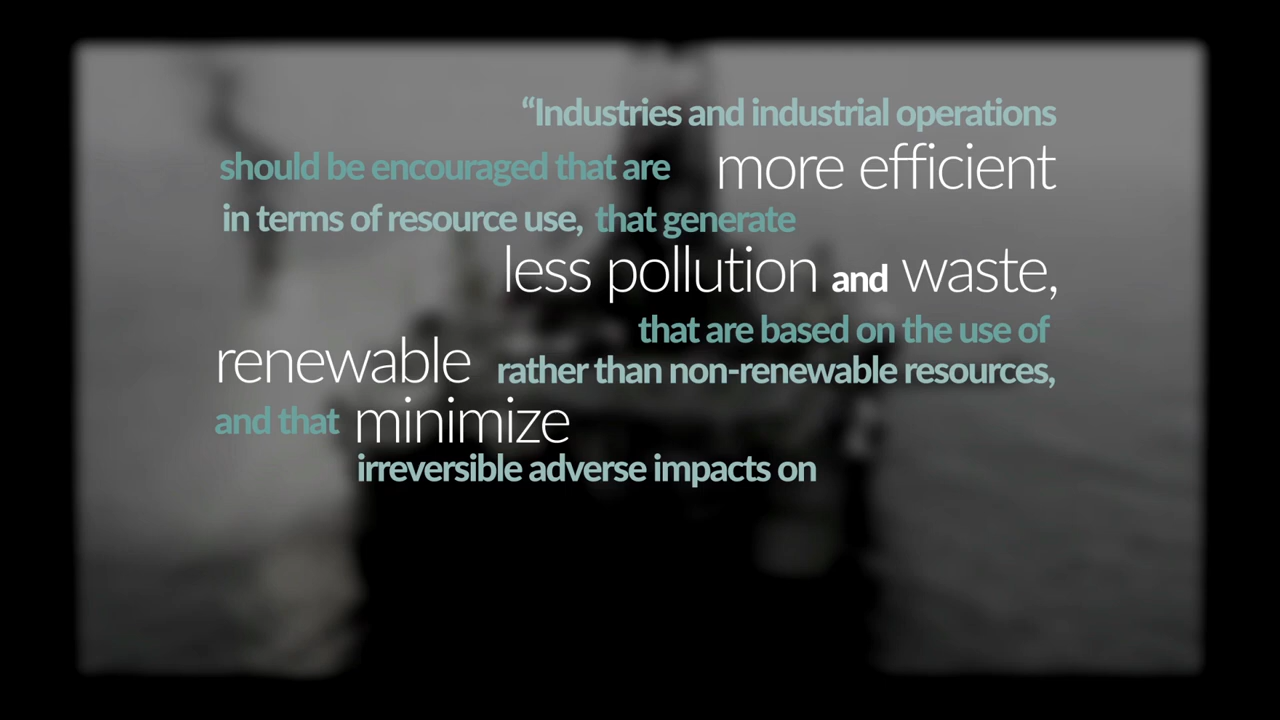 “Industries and industrial operations
should be encouraged that are more efficient
in terms of resource use, that generate
less pollution and waste,
that are based on the use of
renewable rather than non-renewable resources,
and that minimize
irreversible adverse impacts on